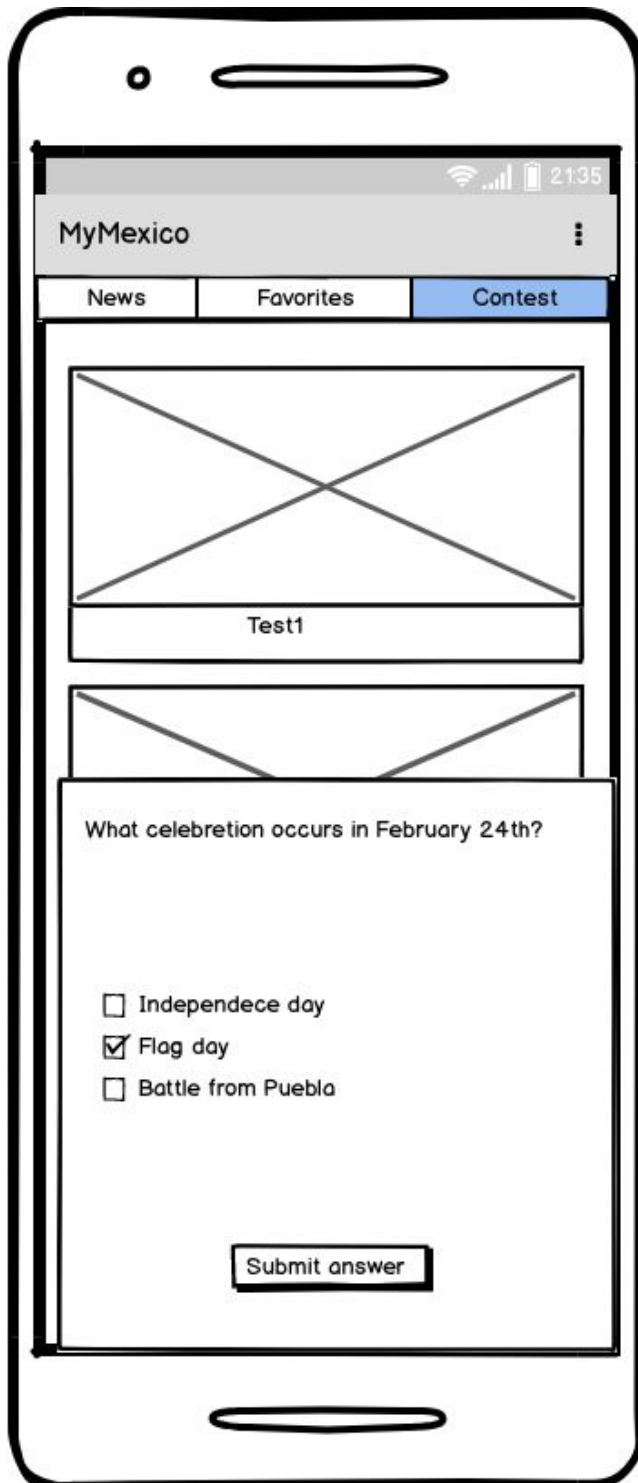 21:35
MyMexico
News Favorites Contest
Test1
What celebretion occurs in February 24th?
Independece day
Flag day
Battle from Puebla
Submit answer